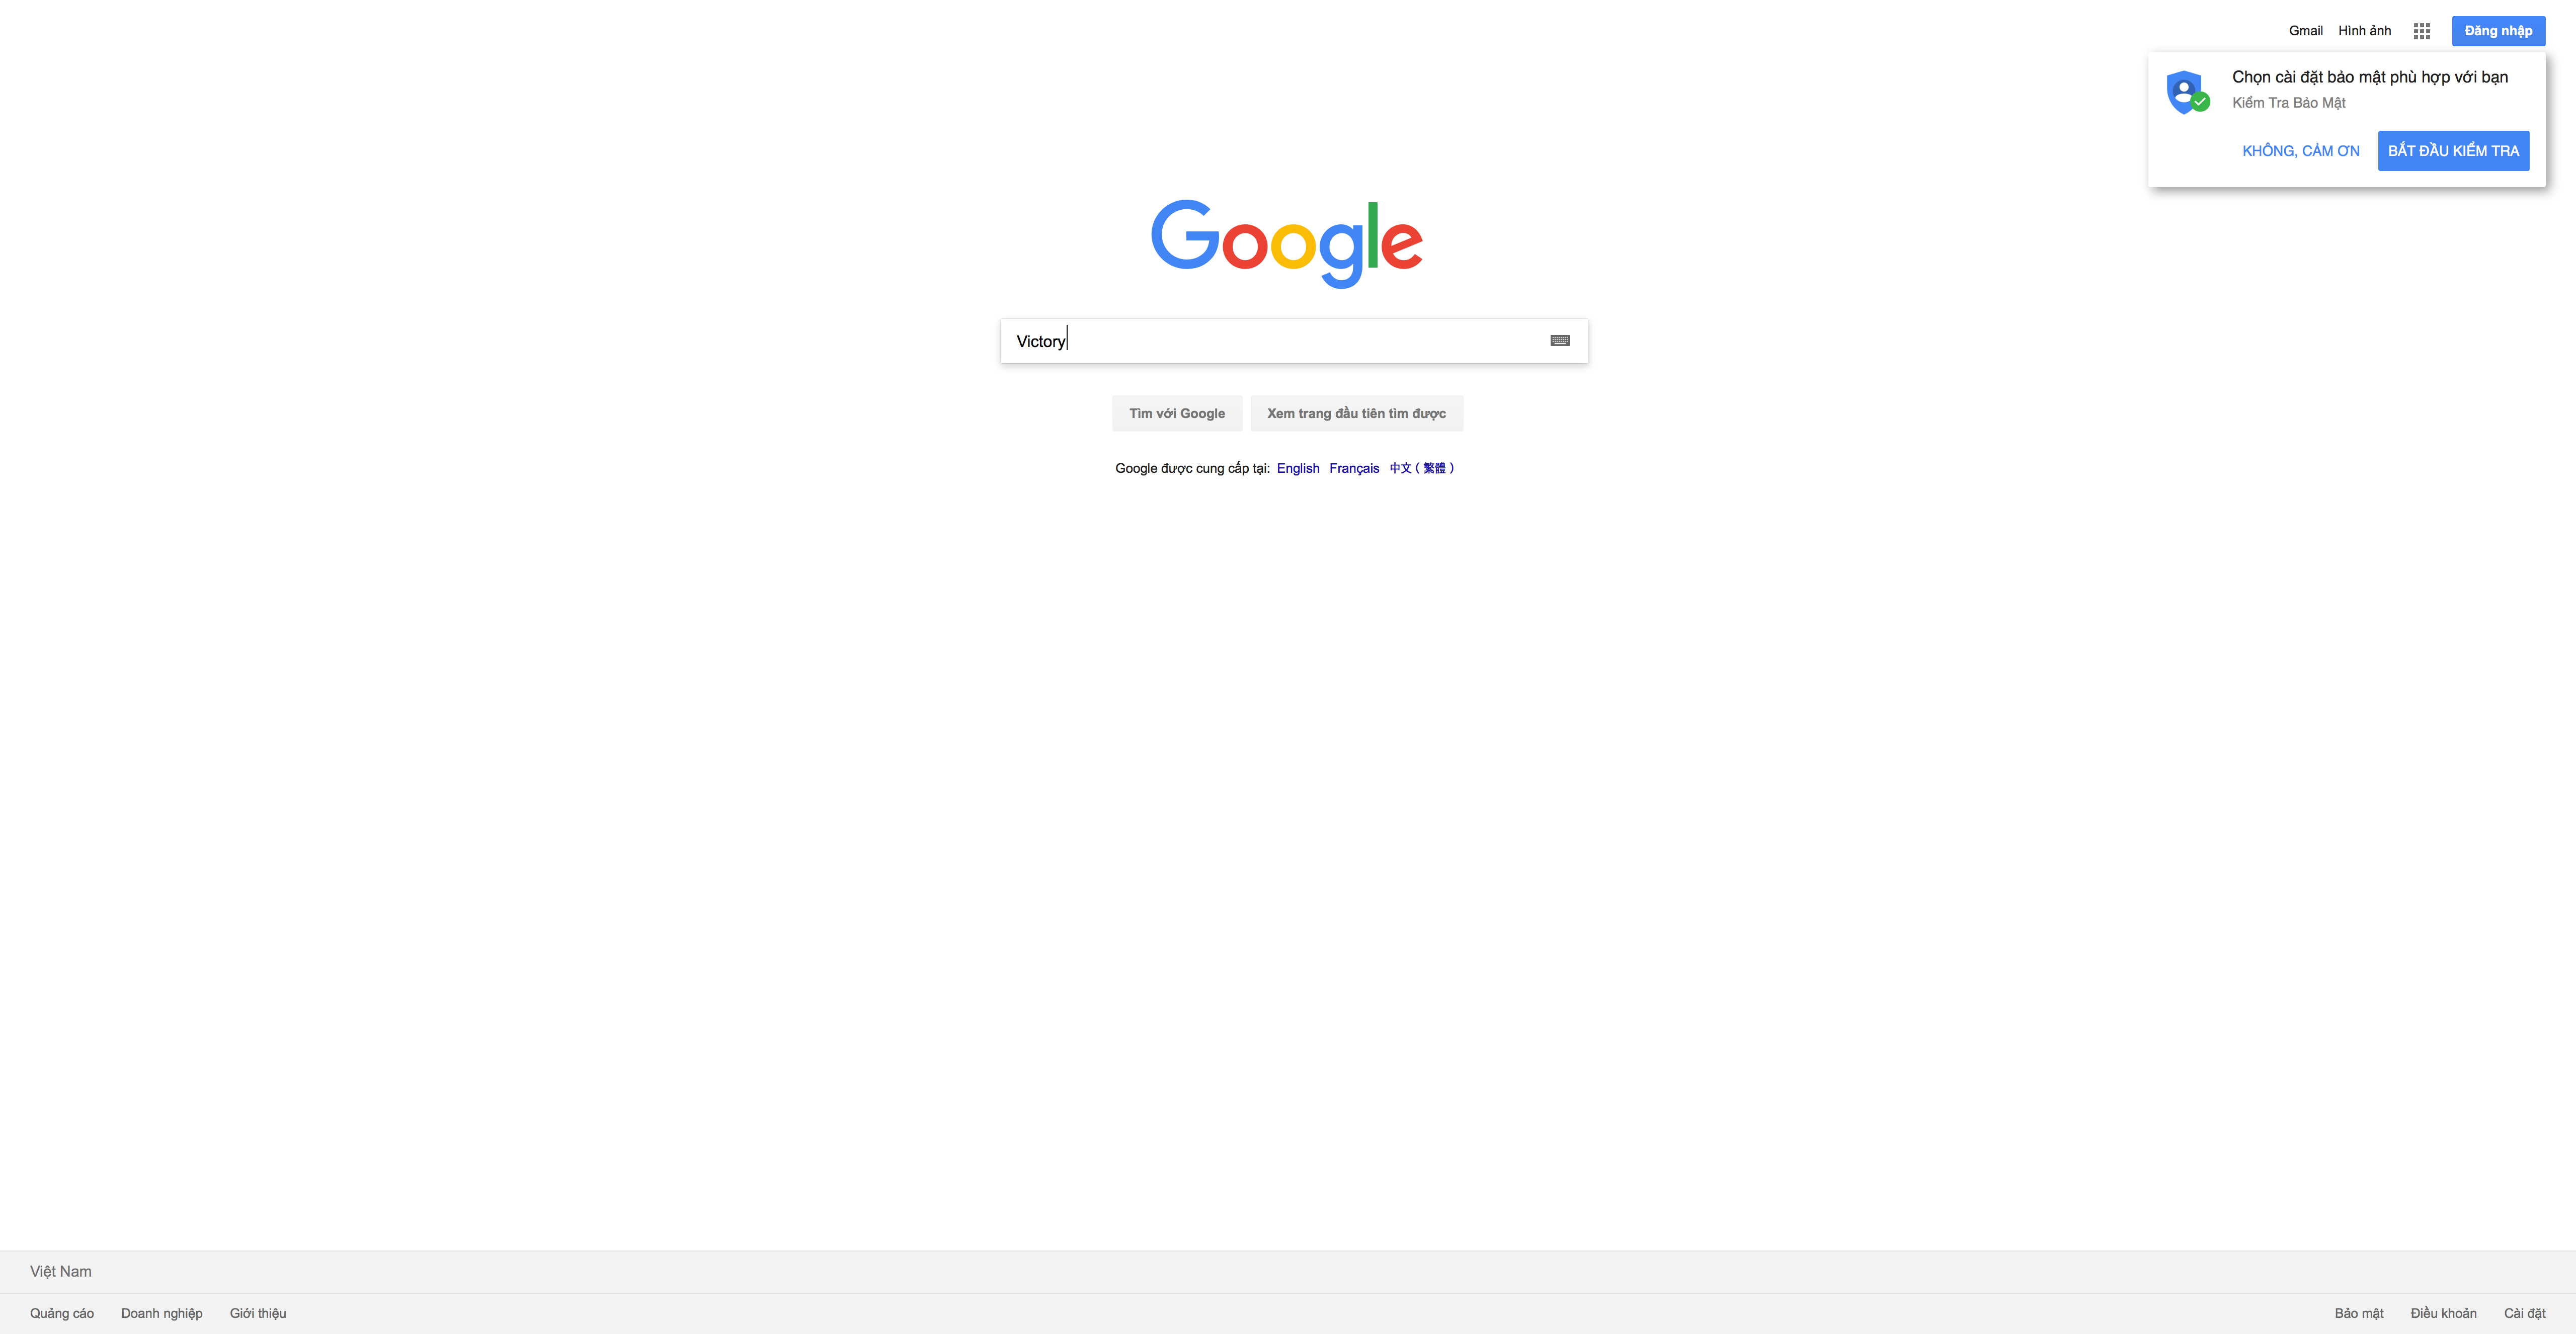 Gmail Hình ảnh Đăng nhập
Chọn cài đặt bảo mật phù hợp với bạn
Kiểm Tra Bảo Mật
KHÔNG, CẢM ƠN BẮT ĐẦU KIỂM TRA
Google
Victory
Tìm với Google Xem trang đầu tiên tìm được
Google được cung cấp tại: English Français 中文 ( 繁體 )
Việt Nam
Quảng cáo Doanh nghiệp Giới thiệu Bảo mật Điều khoản Cài đặt